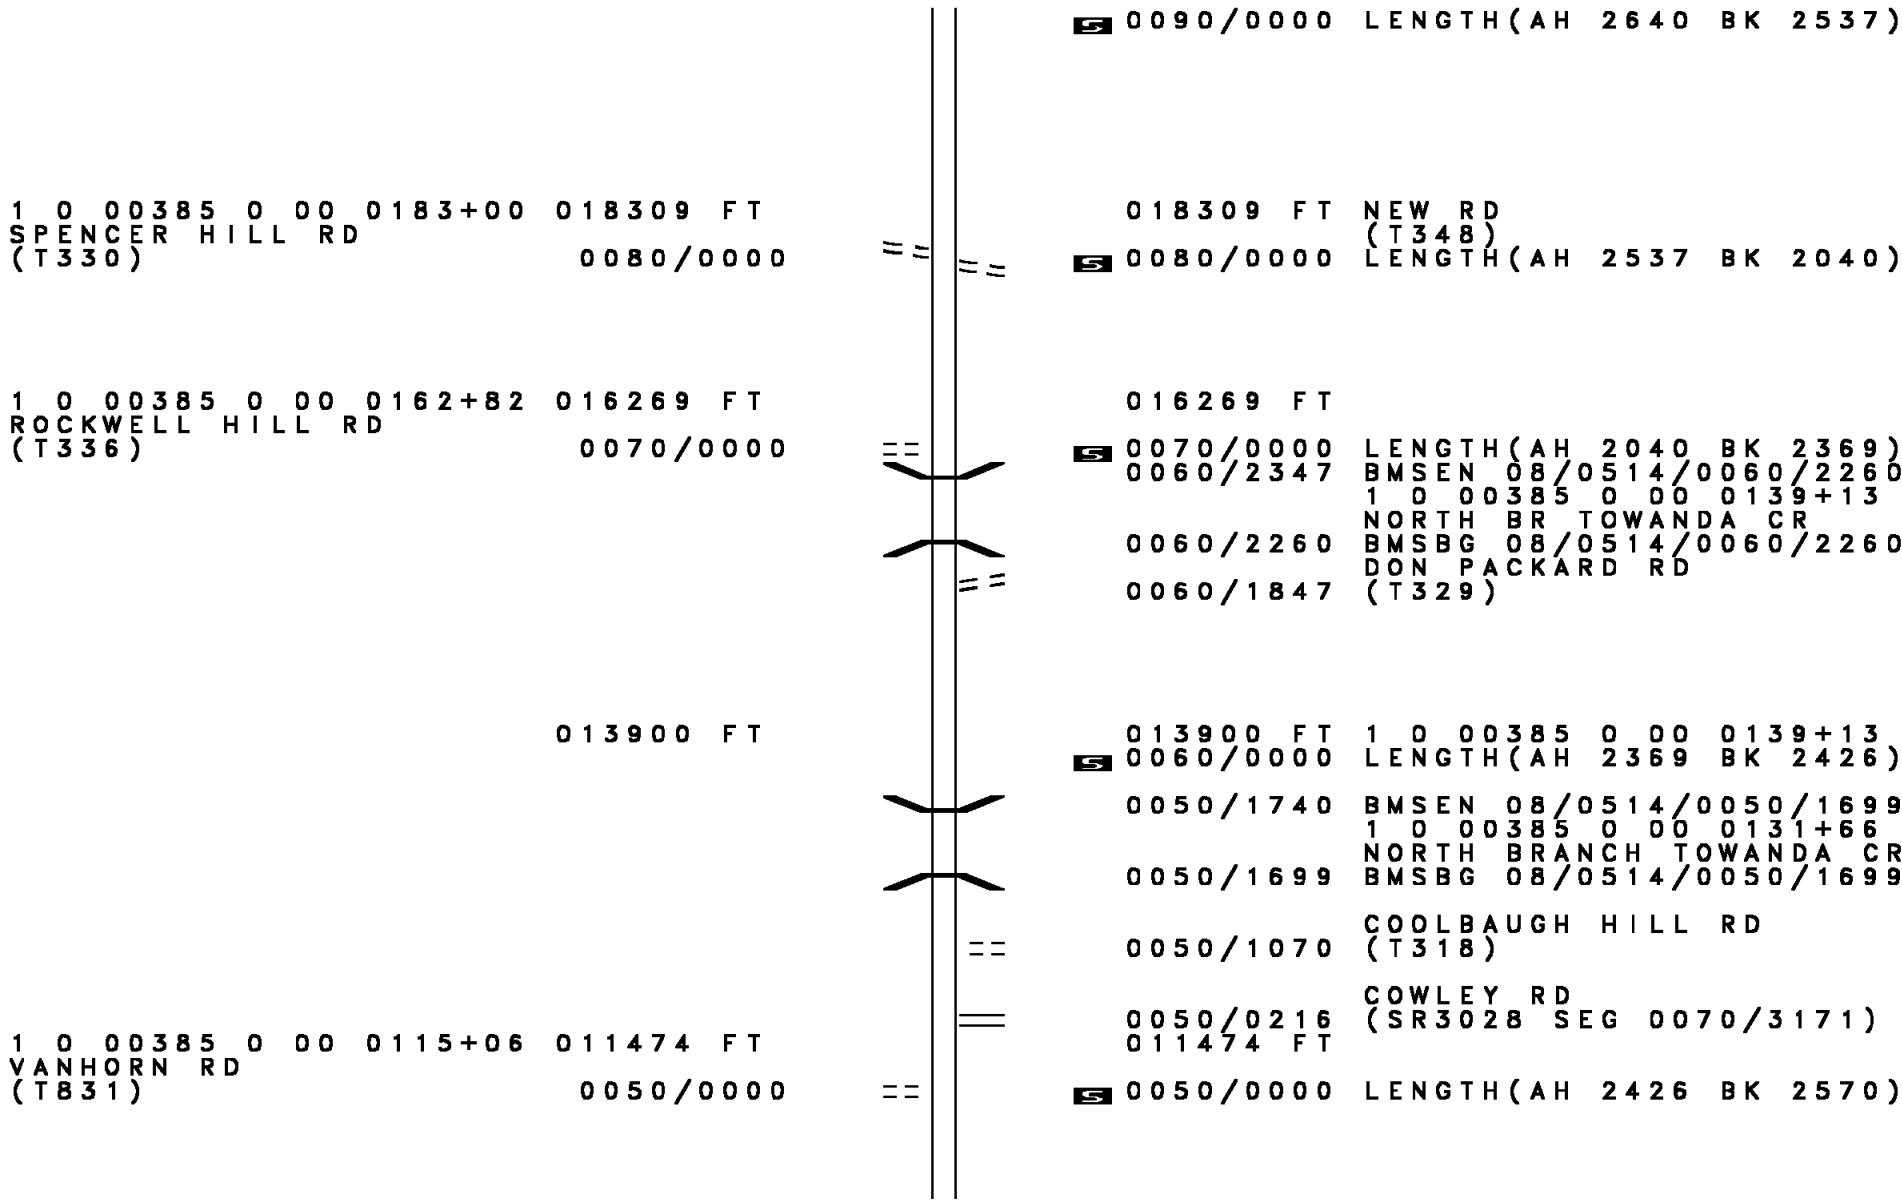 S 0090/0000 LENGTH(AH 2640 BK 2537)
1 0 00385 0 00 0183+00 018309 FT
SPENCER HILL RD
(T330) 0080/0000
018309 FT NEW RD
(T348)
S 0080/0000 LENGTH(AH 2537 BK 2040)
1 0 00385 0 00 0162+82 016269 FT
ROCKWELL HILL RD
(T336) 0070/0000
016269 FT
S 0070/0000 LENGTH(AH 2040 BK 2369)
0060/2347 BMSEN 08/0514/0060/2260
1 0 00385 0 00 0139+13
NORTH BR TOWANDA CR
0060/2260 BMSBG 08/0514/0060/2260
DON PACKARD RD
0060/1847 (T329)
013900 FT
013900 FT 1 0 00385 0 00 0139+13
S 0060/0000 LENGTH(AH 2369 BK 2426)
0050/1740 BMSEN 08/0514/0050/1699
1 0 00385 0 00 0131+66
NORTH BRANCH TOWANDA CR
0050/1699 BMSBG 08/0514/0050/1699
COOLBAUGH HILL RD
0050/1070 (T318)
COWLEY RD
0050/0216 (SR3028 SEG 0070/3171)
1 0 00385 0 00 0115+06 011474 FT
VANHORN RD
(T831) 0050/0000
011474 FT
S 0050/0000 LENGTH(AH 2426 BK 2570)